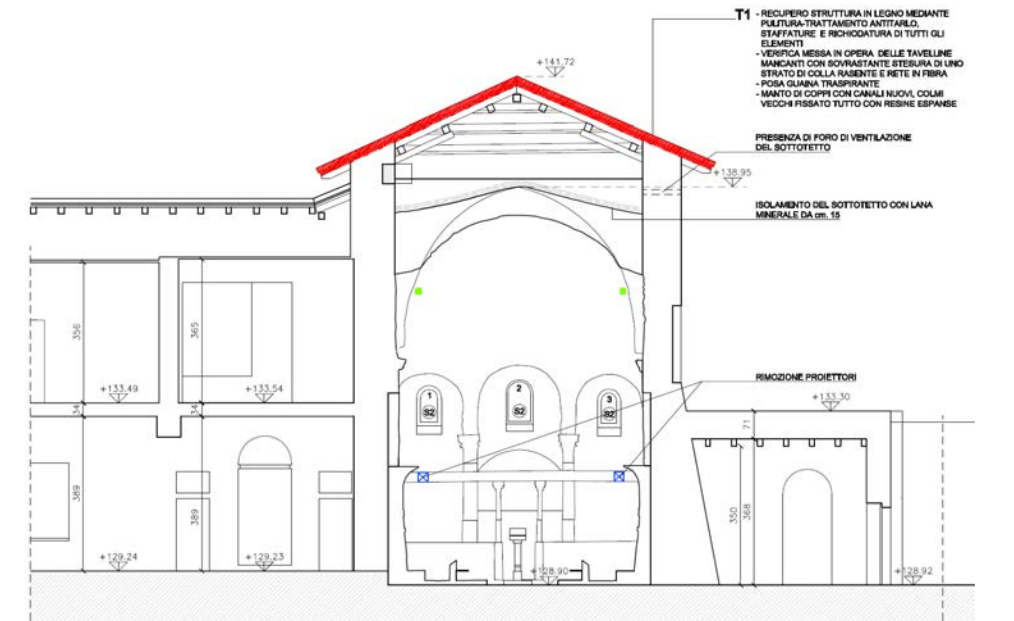 T1 - RECUPERO STRUTTURA IN LEGNO MEDIANTE
PULITURA-TRATTAMENTO ANTITARLO,
STAFFATURE E RICHIODATURA DI TUTTI GLI
ELEMENTI
- VERIFICA MESSA IN OPERA DELLE TAVELLINE
MANCANTI CON SOVRASTANTE STESURA DI UNO
STRATO DI COLLA RASENTE E RETE IN FIBRA
- POSA GUAINA TRASPIRANTE
- MANTO DI COPPI CON CANALI NUOVI, COLMI
VECCHI FISSATO TUTTO CON RESINE ESPANSE
+141.72
PRESENZA DI FORO DI VENTILAZIONE
DEL SOTTOTETTO
+138.95
ISOLAMENTO DEL SOTTOTETTO CON LANA
MINERALE DA cm. 15
356
365
RIMOZIONE PROIETTORI
+133.49
+133.54
+133.30
1
2
3
S2
S2
S2
34
34
71
389
389
350
368
+129.24
+129.23
+128.90
+128.92